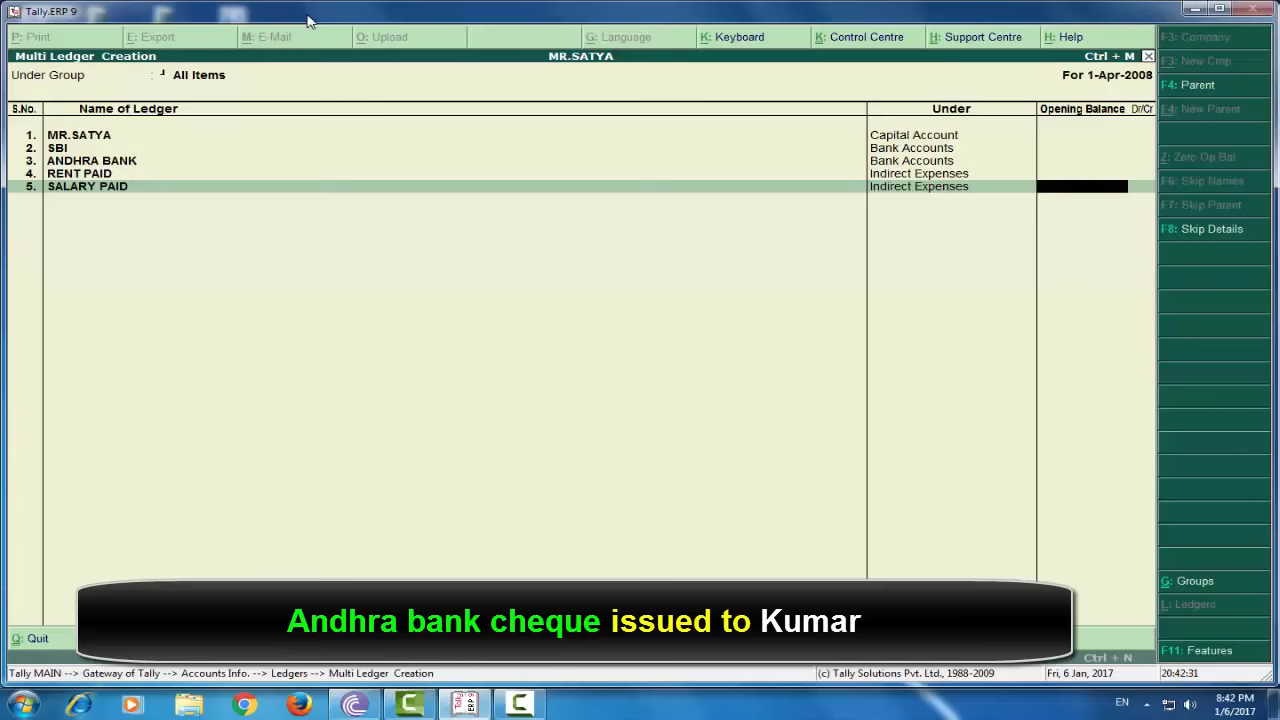 Tally.ERP 9
P: Print E: Export M: E-Mail O: Upload G: Language K: Keyboard K: Control Centre H: Support Centre H: Help
Multi Ledger Creation MR.SATYA Ctrl + M
Under Group : All Items For 1-Apr-2008
S.No. Name of Ledger Under Opening Balance Dr/Cr
1. MR.SATYA Capital Account
2. SBI Bank Accounts
3. ANDHRA BANK Bank Accounts
4. RENT PAID Indirect Expenses
5. SALARY PAID Indirect Expenses
F3: Company
F3: New Cmp
F4: Parent
F4: New Parent
Z: Zero Op Bal
F6: Skip Names
F7: Skip Parent
F8: Skip Details
G: Groups
L: Ledgers
F11: Features
Andhra bank cheque issued to Kumar
Q: Quit
Ctrl + N
Tally MAIN --> Gateway of Tally --> Accounts Info. --> Ledgers --> Multi Ledger Creation (c) Tally Solutions Pvt. Ltd., 1988-2009 Fri, 6 Jan, 2017 20:42:31
EN 8:42 PM
1/6/2017